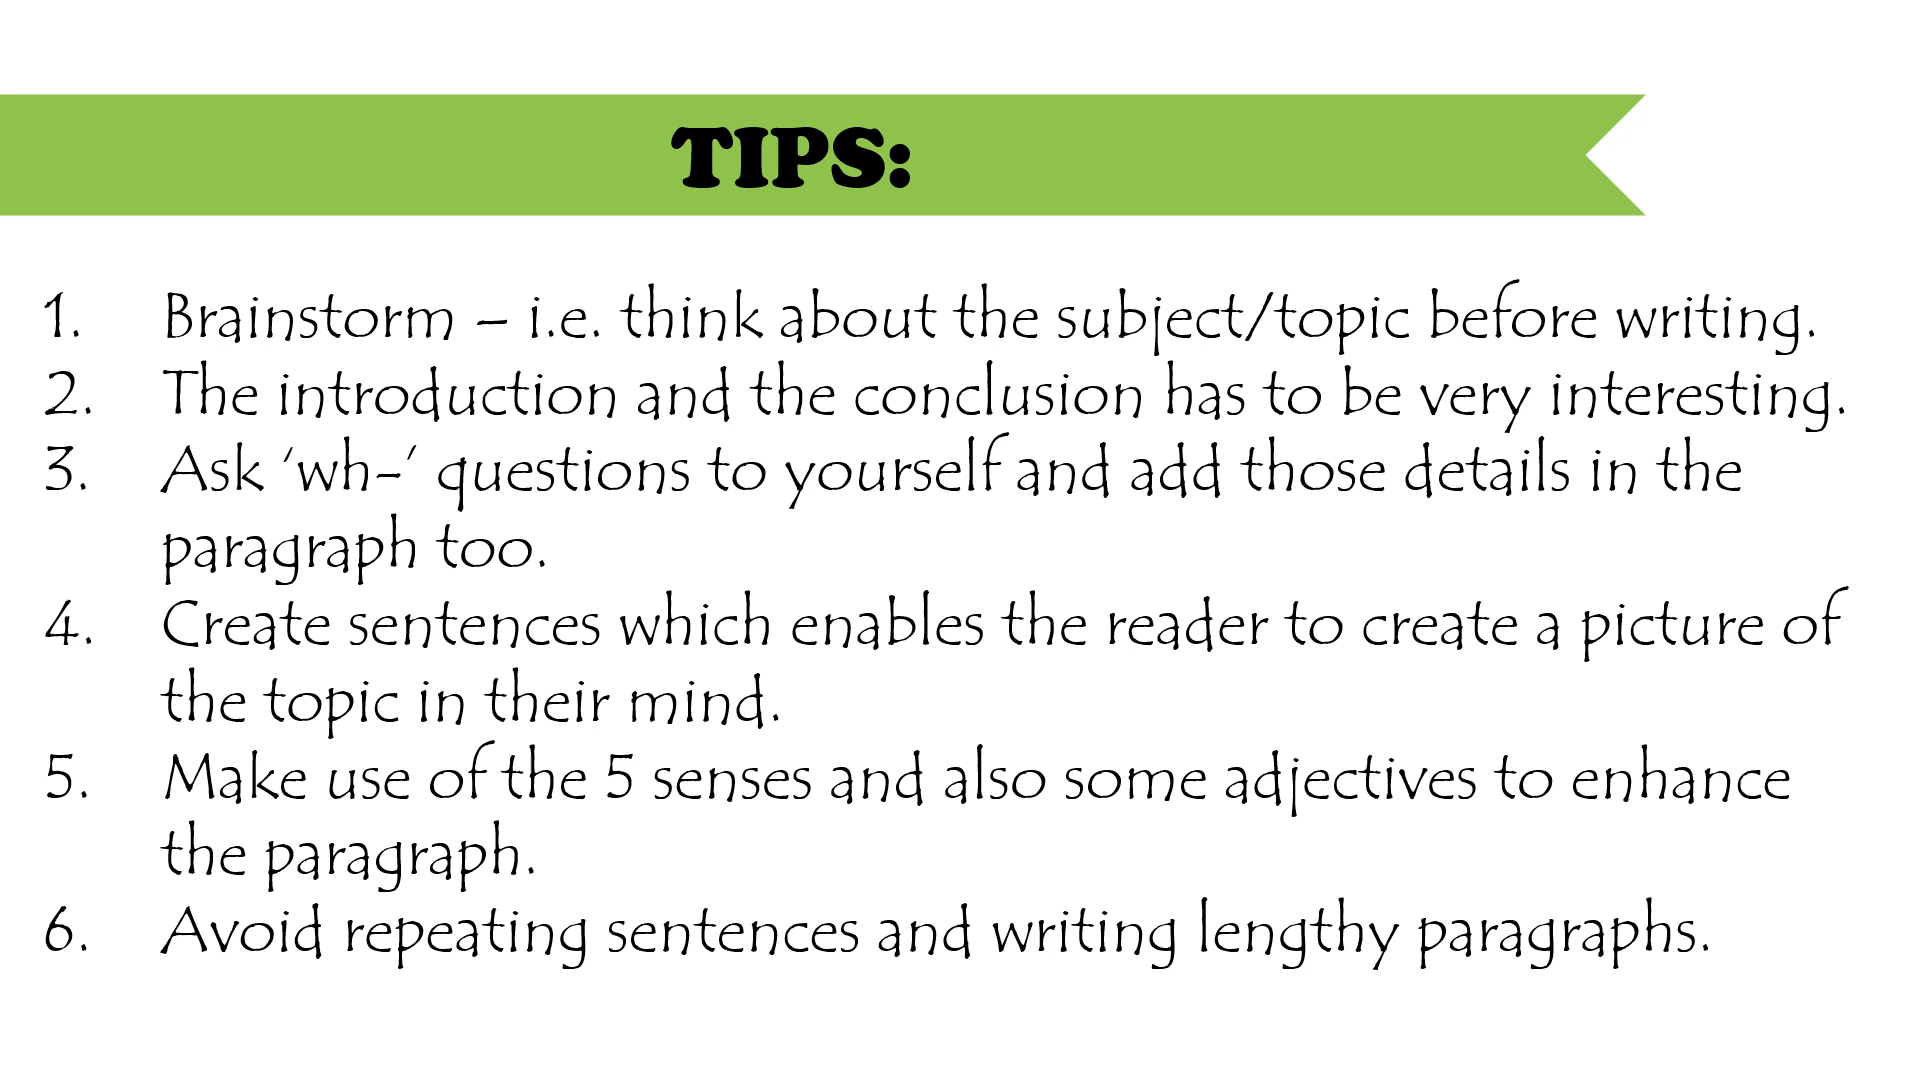 TIPS:
1. Brainstorm – i.e. think about the subject/topic before writing.
2. The introduction and the conclusion has to be very interesting.
3. Ask ‘wh-’ questions to yourself and add those details in the
paragraph too.
4. Create sentences which enables the reader to create a picture of
the topic in their mind.
5. Make use of the 5 senses and also some adjectives to enhance
the paragraph.
6. Avoid repeating sentences and writing lengthy paragraphs.